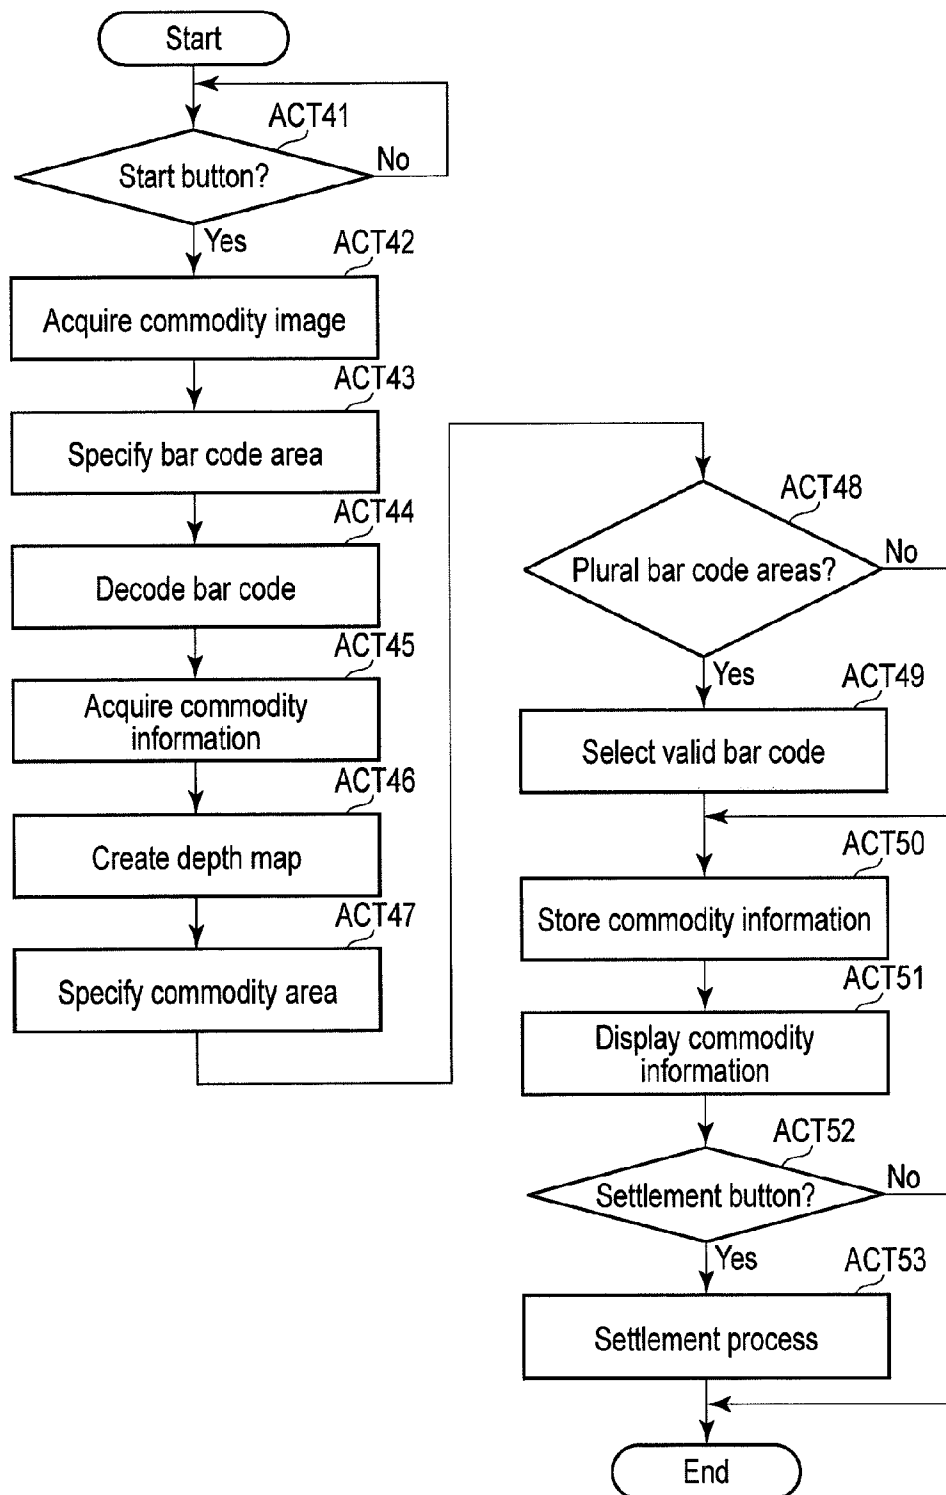 Start
ACT41
Start button?
No
Yes
ACT42
Acquire commodity image
ACT43
Specify bar code area
ACT44
Decode bar code
ACT45
Acquire commodity
information
ACT46
Create depth map
ACT47
Specify commodity area
ACT48
Plural bar code areas?
No
Yes
ACT49
Select valid bar code
ACT50
Store commodity information
ACT51
Display commodity
information
ACT52
Settlement button?
No
Yes
ACT53
Settlement process
End